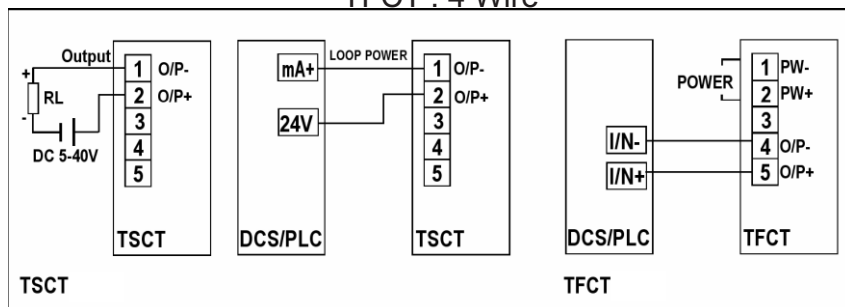 TFCT : 4 Wire
Output
+
RL
-
DC 5-40V
1 O/P-
2 O/P+
3
4
5
TSCT
mA+
24V
DCS/PLC
LOOP POWER
1 O/P-
2 O/P+
3
4
5
TSCT
I/N-
I/N+
DCS/PLC
POWER
1 PW-
2 PW+
3
4 O/P-
5 O/P+
TFCT
TSCT
TFCT